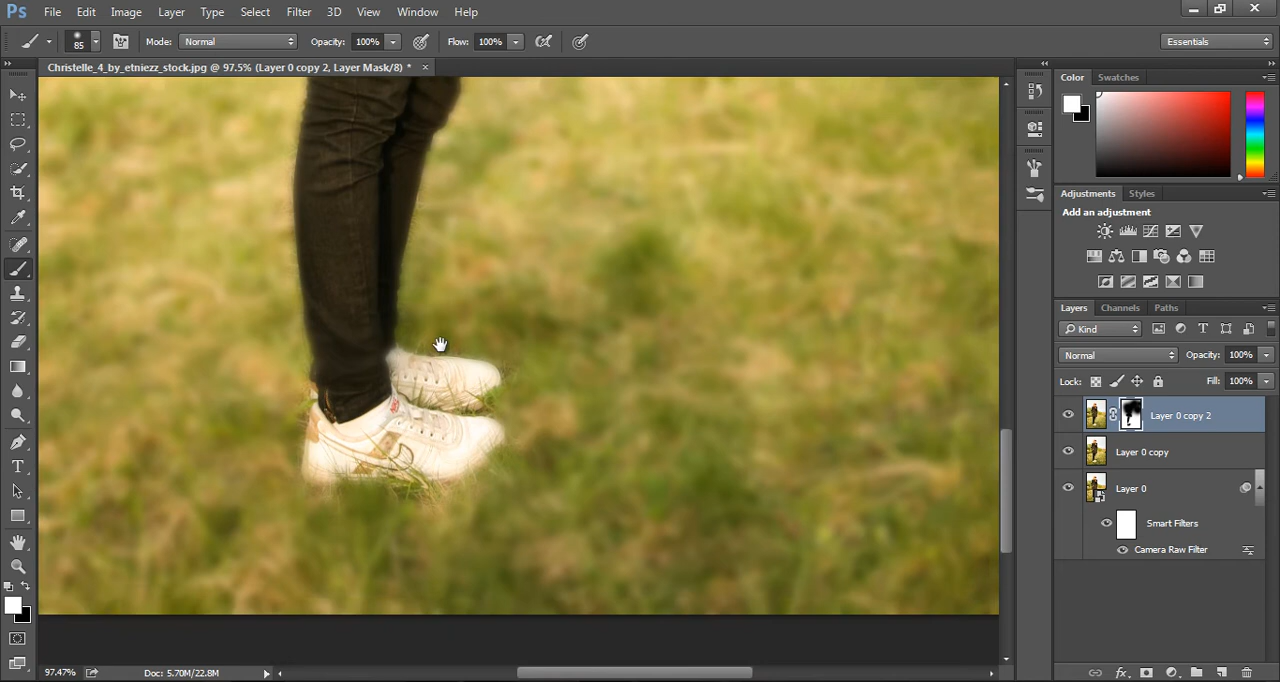 Ps File Edit Image Layer Type Select Filter 3D View Window Help
85 Mode: Normal Opacity: 100% Flow: 100% Essentials
Christelle_4_by_etniezz_stock.jpg @ 97.5% (Layer 0 copy 2, Layer Mask/8) * ×
Color Swatches
Adjustments Styles
Add an adjustment
Layers Channels Paths
Kind
Normal Opacity: 100%
Lock: Fill: 100%
Layer 0 copy 2
Layer 0 copy
Layer 0
Smart Filters
Camera Raw Filter
97.47% Doc: 5.70M/22.8M